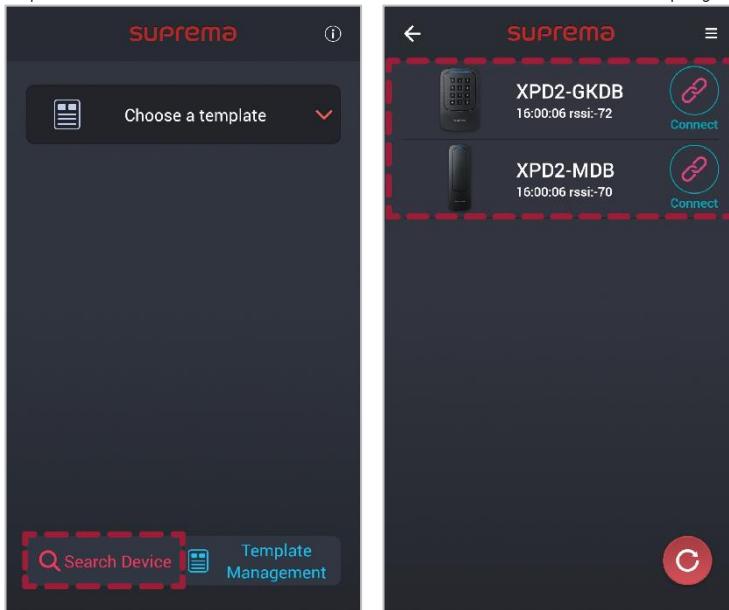 suprema
Choose a template
Search Device
Template
Management
suprema
XPD2-GKDB
16:00:06 rssi:-72
Connect
XPD2-MDB
16:00:06 rssi:-70
Connect